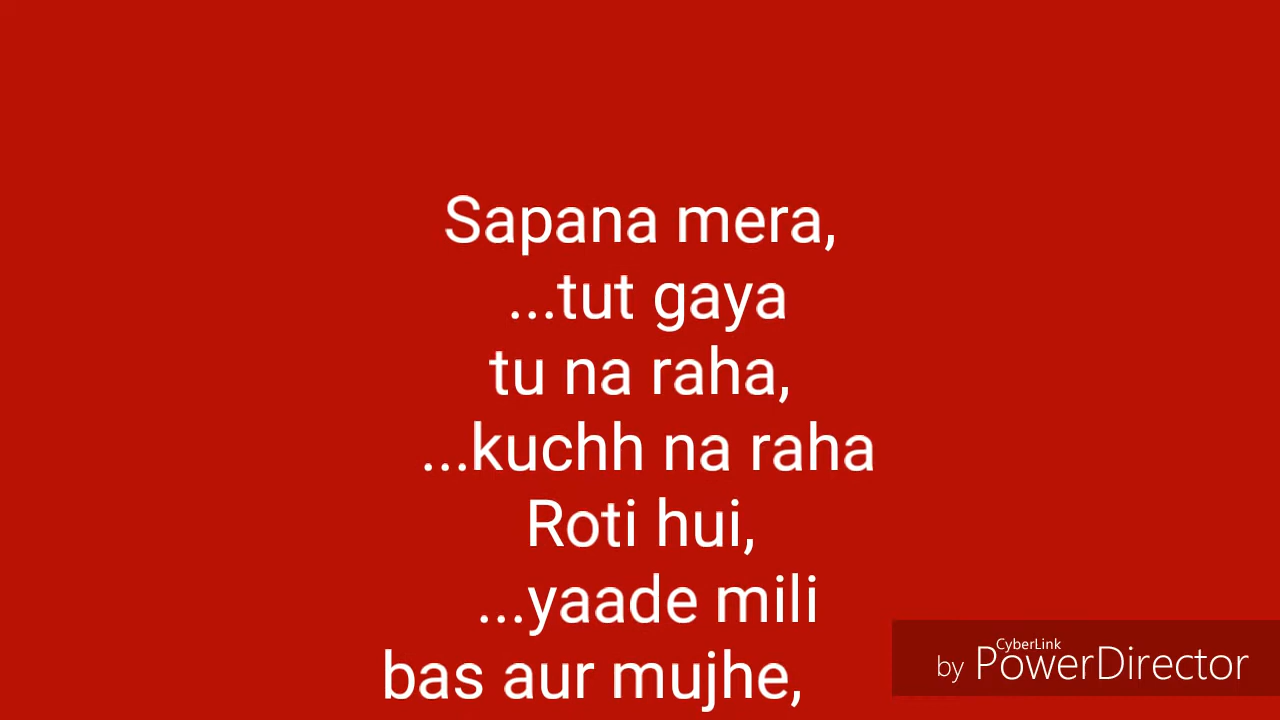 Sapana mera,
...tut gaya
tu na raha,
...kuchh na raha
Roti hui,
...yaade mili
bas aur mujhe,
CyberLink
by PowerDirector